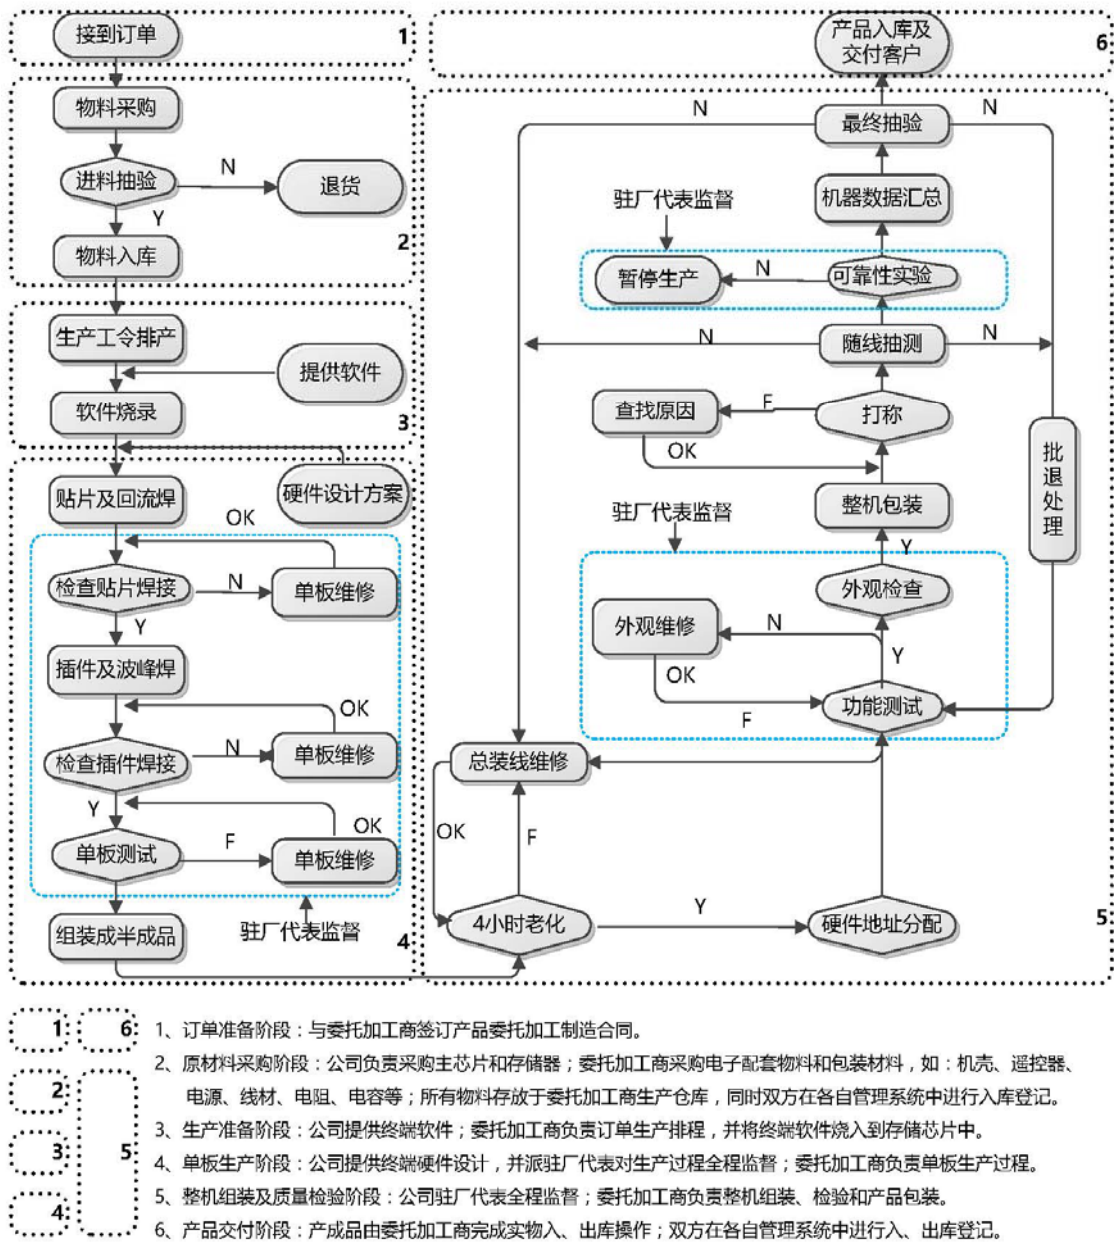 接到订单
1
物料采购
进料抽验
N
退货
Y
物料入库
2
生产工令排产
提供软件
软件烧录
3
贴片及回流焊
硬件设计方案
OK
检查贴片焊接
N
单板维修
Y
插件及波峰焊
OK
检查插件焊接
N
单板维修
Y
OK
单板测试
F
单板维修
组装成半成品
驻厂代表监督
4
产品入库及
交付客户
6
N
最终抽验
N
机器数据汇总
驻厂代表监督
暂停生产
N
可靠性实验
N
随线抽测
N
查找原因
F
打称
OK
批退处理
整机包装
驻厂代表监督
Y
外观检查
外观维修
N
Y
OK
功能测试
F
总装线维修
OK
F
4小时老化
Y
硬件地址分配
5
1
6
2
3
5
4
1、订单准备阶段：与委托加工商签订产品委托加工制造合同。
2、原材料采购阶段：公司负责采购主芯片和存储器；委托加工商采购电子配套物料和包装材料，如：机壳、遥控器、
电源、线材、电阻、电容等；所有物料存放于委托加工商生产仓库，同时双方在各自管理系统中进行入库登记。
3、生产准备阶段：公司提供终端软件；委托加工商负责订单生产排程，并将终端软件烧入到存储芯片中。
4、单板生产阶段：公司提供终端硬件设计，并派驻厂代表对生产过程全程监督；委托加工商负责单板生产过程。
5、整机组装及质量检验阶段：公司驻厂代表全程监督；委托加工商负责整机组装、检验和产品包装。
6、产品交付阶段：产成品由委托加工商完成实物入、出库操作；双方在各自管理系统中进行入、出库登记。